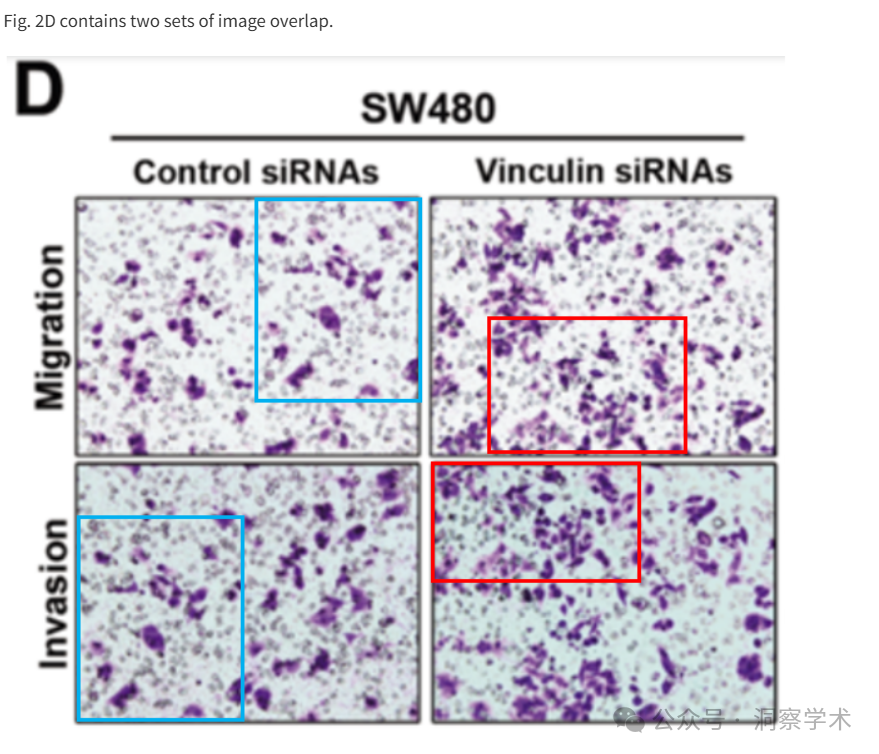 Fig. 2D contains two sets of image overlap.
D
SW480
Control siRNAs
Vinculin siRNAs
Migration
Invasion
公众号 · 洞察学术